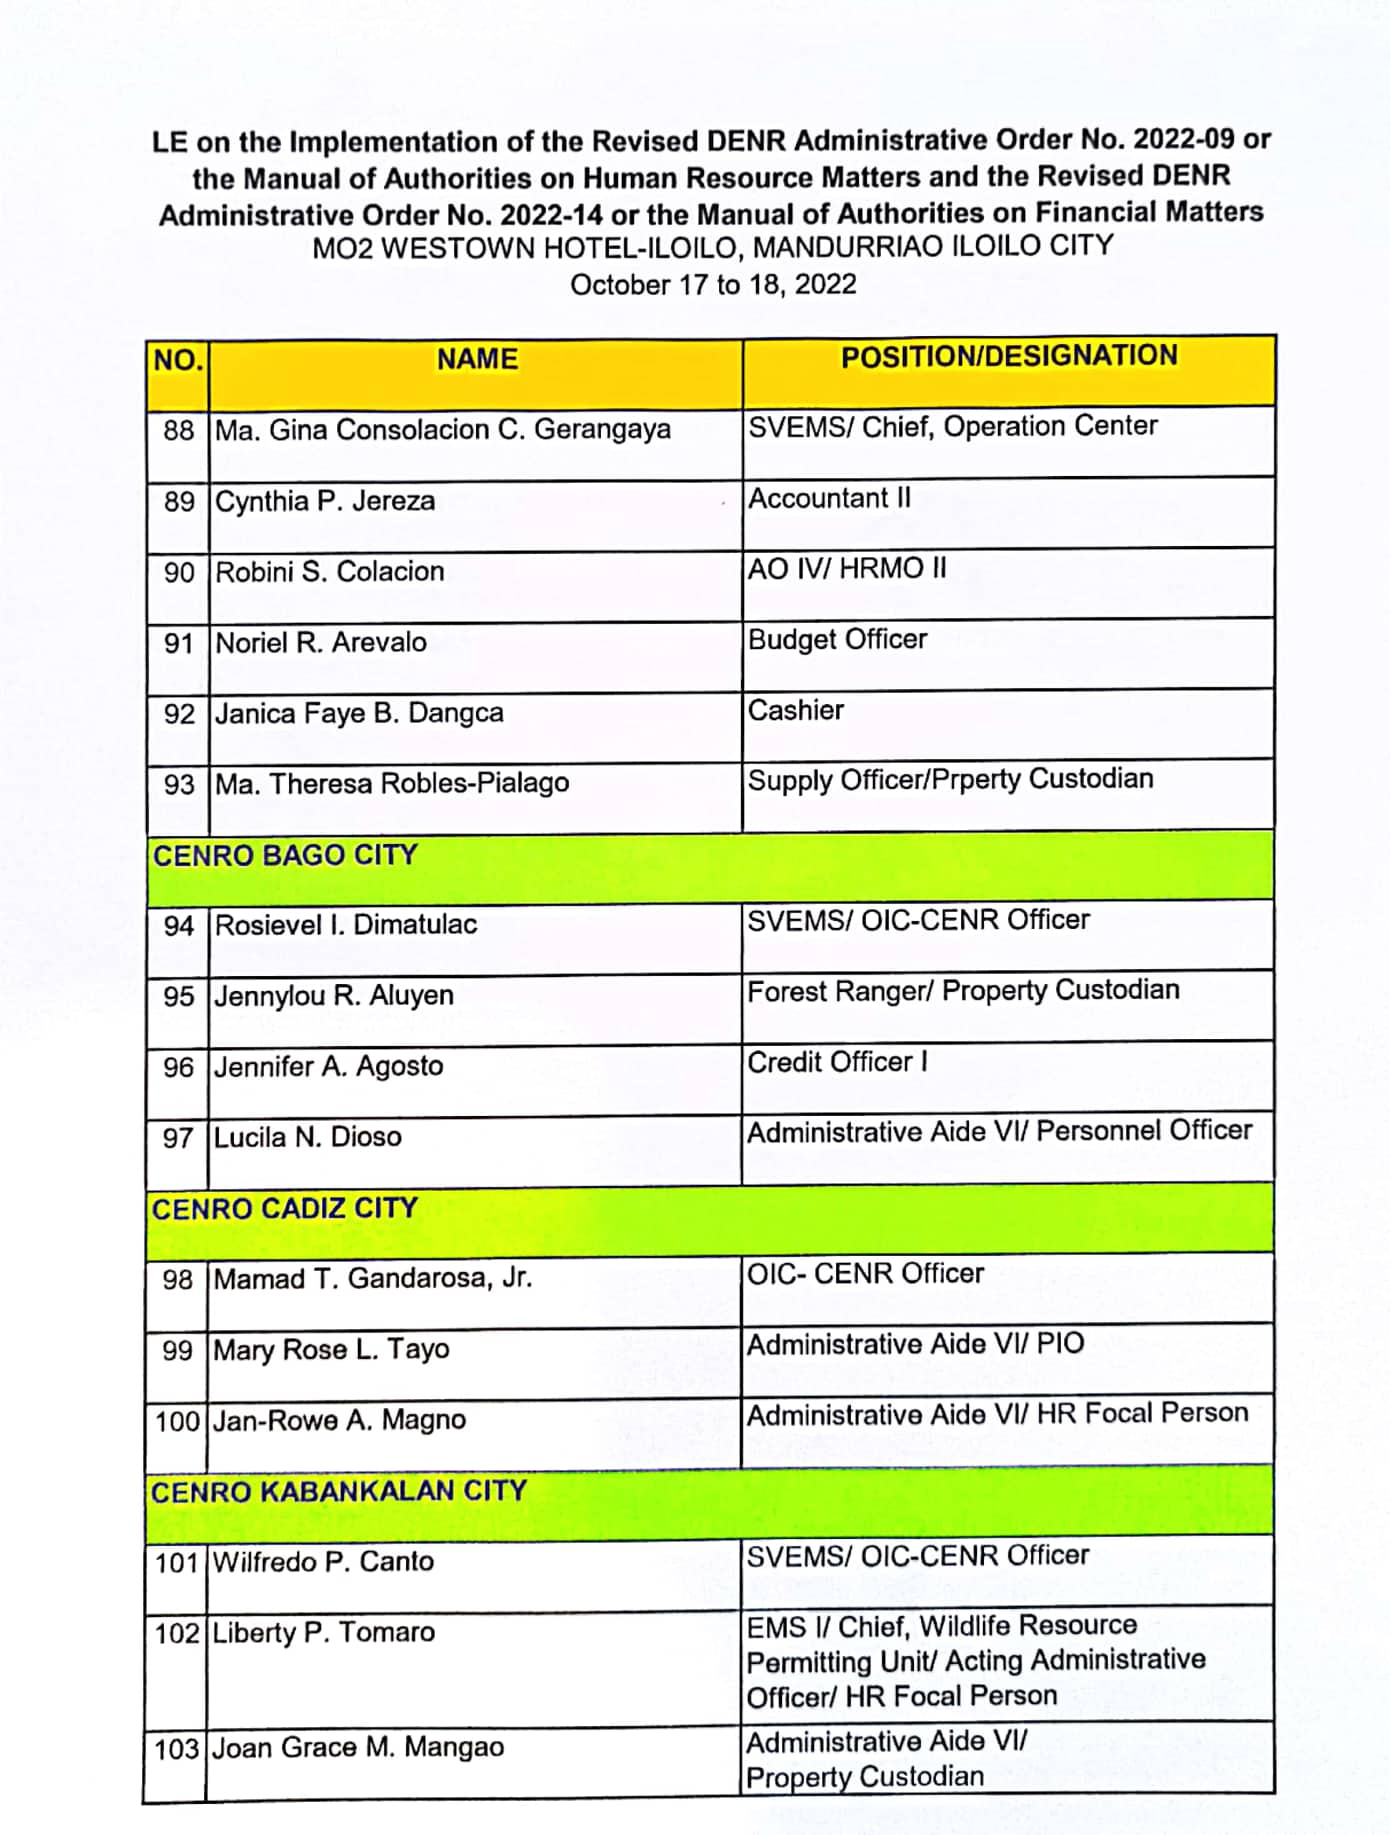 LE on the Implementation of the Revised DENR Administrative Order No. 2022-09 or
the Manual of Authorities on Human Resource Matters and the Revised DENR
Administrative Order No. 2022-14 or the Manual of Authorities on Financial Matters
MO2 WESTOWN HOTEL-ILOILO, MANDURRIAO ILOILO CITY
October 17 to 18, 2022
NO. NAME POSITION/DESIGNATION
88 Ma. Gina Consolacion C. Gerangaya SVEMS/ Chief, Operation Center
89 Cynthia P. Jereza Accountant II
90 Robini S. Colacion AO IV/ HRMO II
91 Noriel R. Arevalo Budget Officer
92 Janica Faye B. Dangca Cashier
93 Ma. Theresa Robles-Pialago Supply Officer/Prperty Custodian
CENRO BAGO CITY
94 Rosievel I. Dimatulac SVEMS/ OIC-CENR Officer
95 Jennylou R. Aluyen Forest Ranger/ Property Custodian
96 Jennifer A. Agosto Credit Officer I
97 Lucila N. Dioso Administrative Aide VI/ Personnel Officer
CENRO CADIZ CITY
98 Mamad T. Gandarosa, Jr. OIC- CENR Officer
99 Mary Rose L. Tayo Administrative Aide VI/ PIO
100 Jan-Rowe A. Magno Administrative Aide VI/ HR Focal Person
CENRO KABANKALAN CITY
101 Wilfredo P. Canto SVEMS/ OIC-CENR Officer
102 Liberty P. Tomaro EMS I/ Chief, Wildlife Resource
Permitting Unit/ Acting Administrative
Officer/ HR Focal Person
103 Joan Grace M. Mangao Administrative Aide VI/
Property Custodian